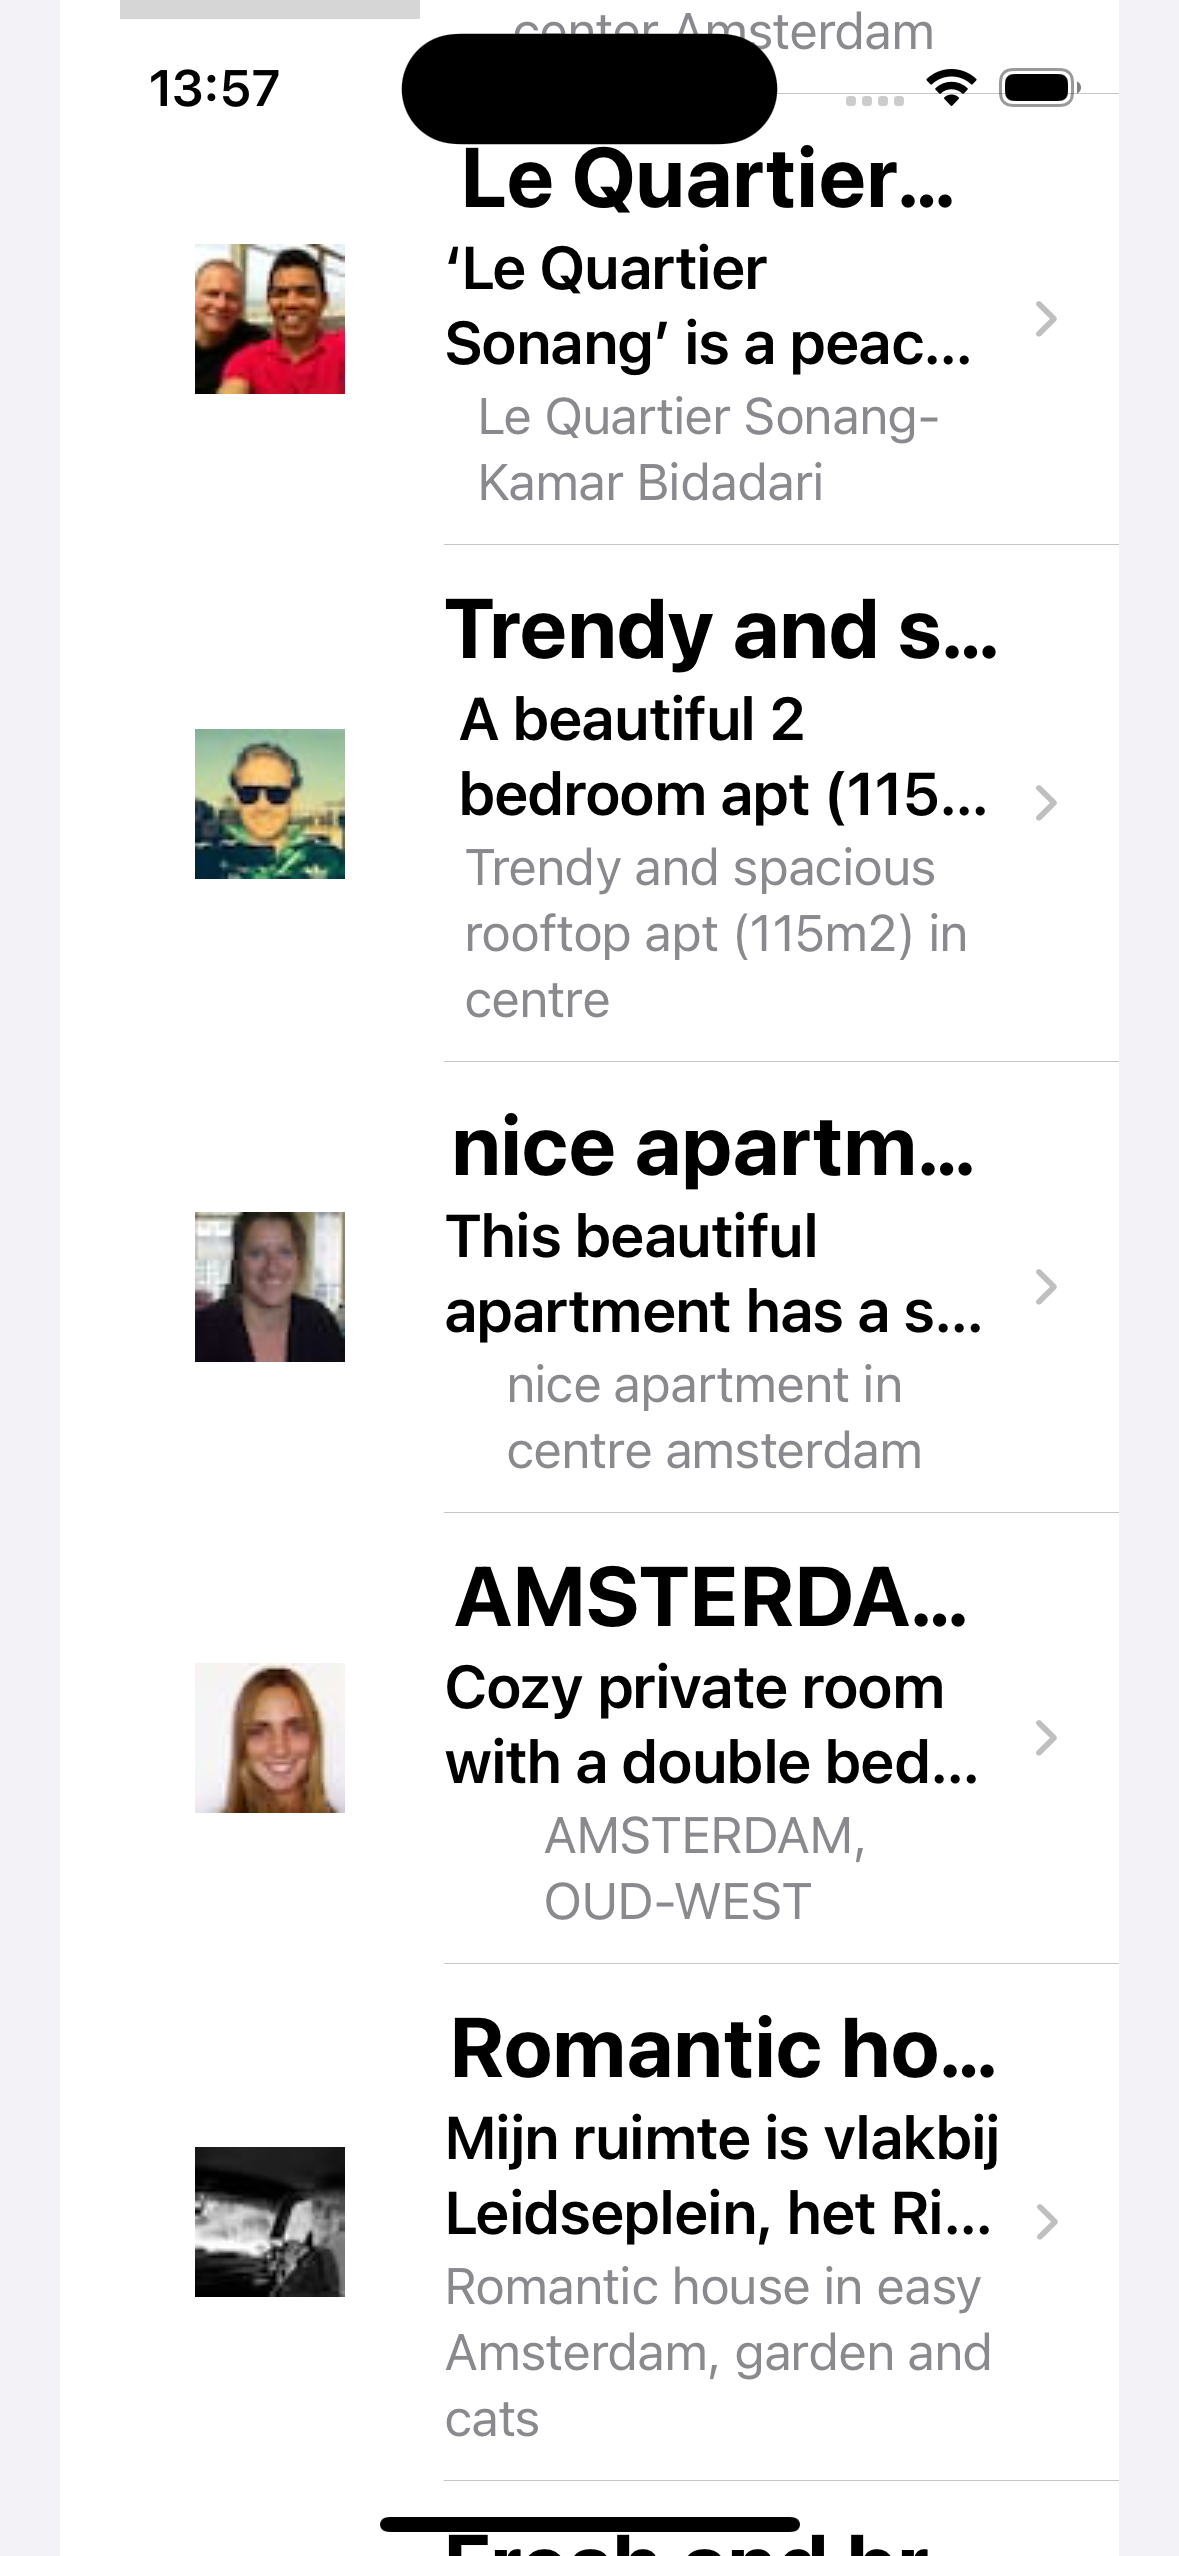 center Amsterdam
13:57
Le Quartier...
‘Le Quartier
Sonang’ is a peac...
Le Quartier Sonang-
Kamar Bidadari
Trendy and s...
A beautiful 2
bedroom apt (115...
Trendy and spacious
rooftop apt (115m2) in
centre
nice apartm...
This beautiful
apartment has a s...
nice apartment in
centre amsterdam
AMSTERDA...
Cozy private room
with a double bed...
AMSTERDAM,
OUD-WEST
Romantic ho...
Mijn ruimte is vlakbij
Leidseplein, het Ri...
Romantic house in easy
Amsterdam, garden and
cats
Fresh and br...